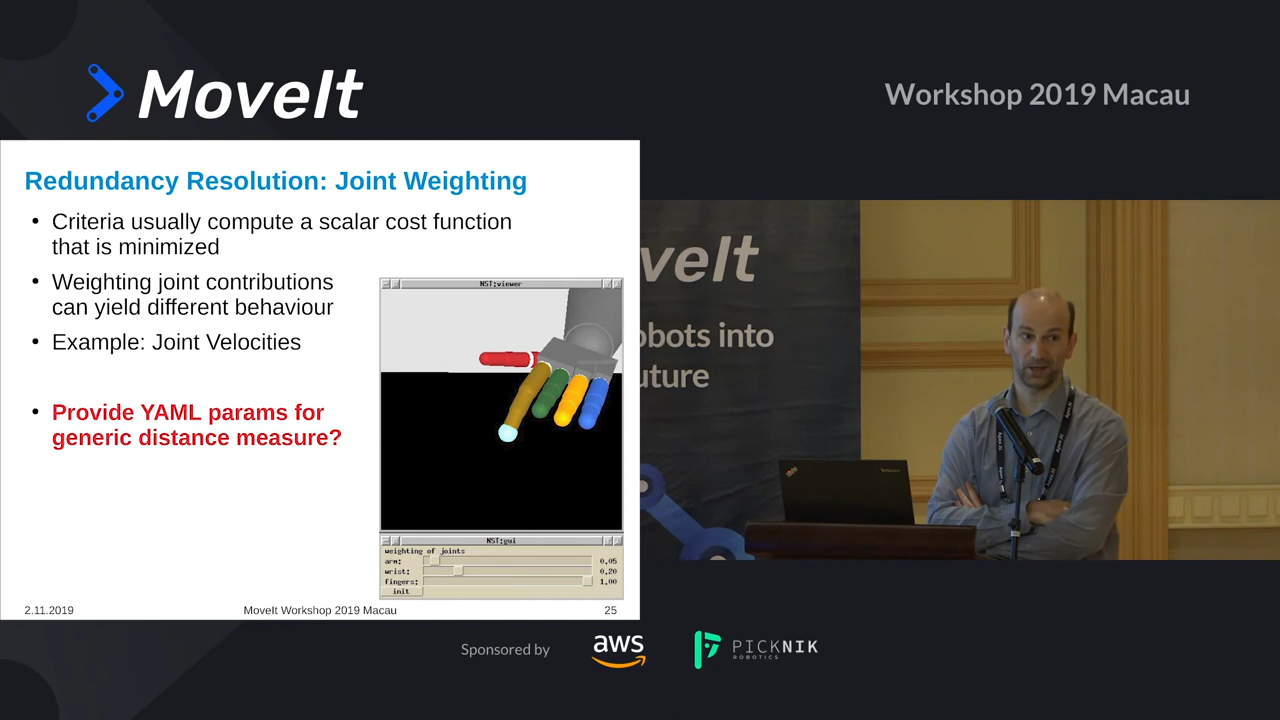 MoveIt
Workshop 2019 Macau
Redundancy Resolution: Joint Weighting
• Criteria usually compute a scalar cost function
that is minimized
• Weighting joint contributions
can yield different behaviour
• Example: Joint Velocities
• Provide YAML params for
generic distance measure?
NST:viewer
NST:gui
weighting of joints
arm: 0.05
wrist: 0.20
fingers: 1.00
init
2.11.2019 MoveIt Workshop 2019 Macau 25
veIt
obots into
uture
Sponsored by aws PICKNIK
ROBOTICS